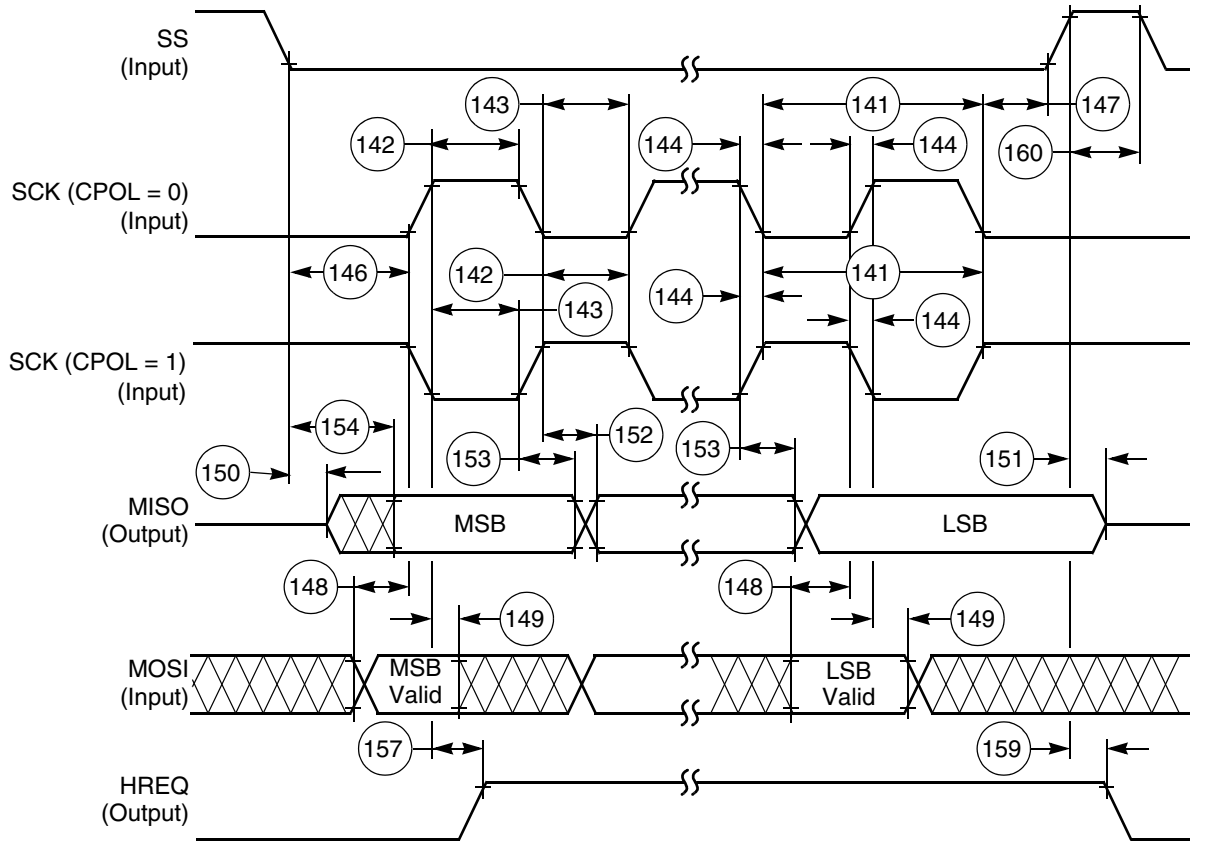 SS
(Input)
143
141
147
142
144
144
160
SCK (CPOL = 0)
(Input)
146
142
141
144
143
144
SCK (CPOL = 1)
(Input)
154
152
153
153
150
151
MISO
(Output)
MSB
LSB
148
148
149
149
MOSI
(Input)
MSB
Valid
LSB
Valid
157
159
HREQ
(Output)